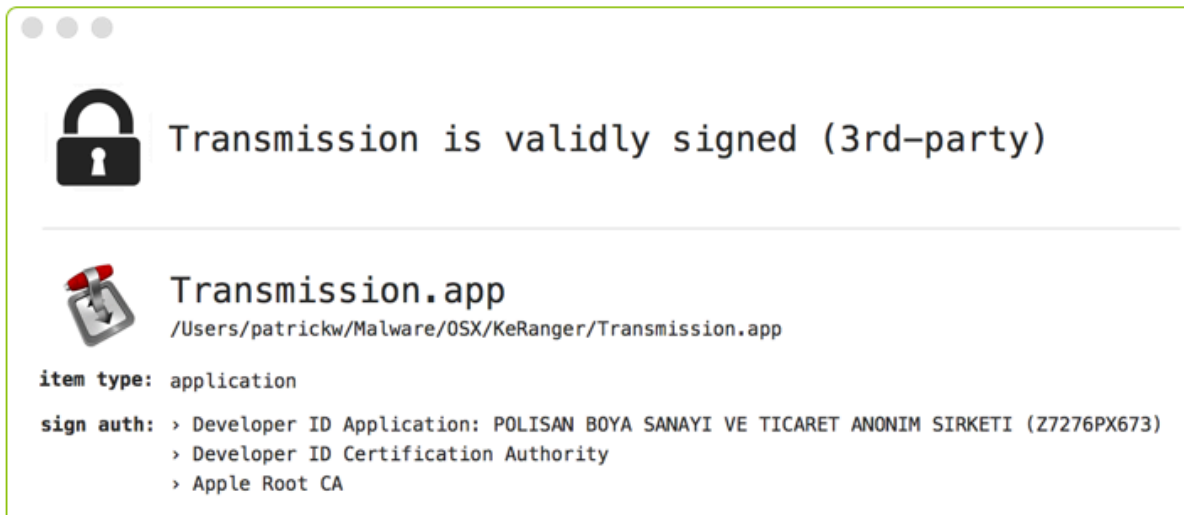 Transmission is validly signed (3rd-party)
Transmission.app
/Users/patrickw/Malware/OSX/KeRanger/Transmission.app
item type: application
sign auth: › Developer ID Application: POLISAN BOYA SANAYI VE TICARET ANONIM SIRKETI (Z7276PX673)
› Developer ID Certification Authority
› Apple Root CA